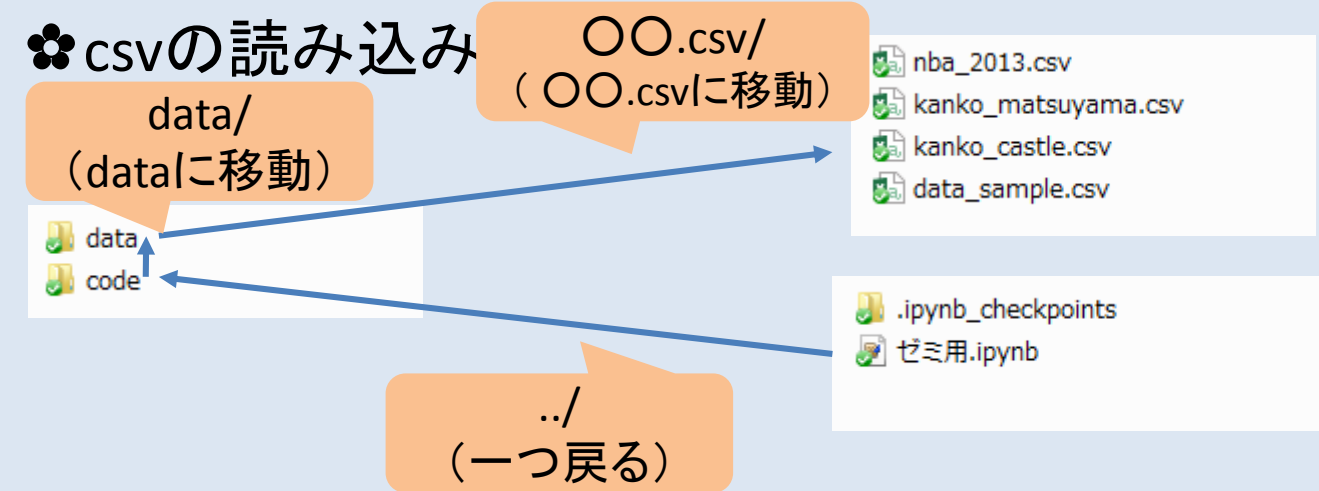 ✿csvの読み込み
〇〇.csv/
（ 〇〇.csvに移動）
data/
（dataに移動）
nba_2013.csv
kanko_matsuyama.csv
kanko_castle.csv
data_sample.csv
data
code
.ipynb_checkpoints
ゼミ用.ipynb
../
（一つ戻る）